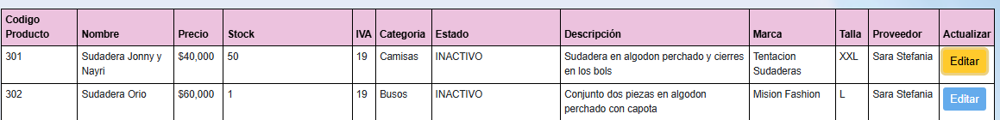 Codigo Producto Nombre Precio Stock IVA Categoria Estado Descripción Marca Talla Proveedor Actualizar
301 Sudadera Jonny y Nayri $40,000 50 19 Camisas INACTIVO Sudadera en algodon perchado y cierres en los bols Tentacion Sudaderas XXL Sara Stefania Editar
302 Sudadera Orio $60,000 1 19 Busos INACTIVO Conjunto dos piezas en algodon perchado con capota Mision Fashion L Sara Stefania Editar